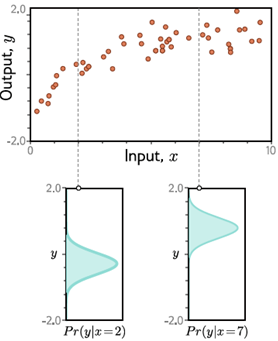 2.0
Output, y
-2.0
0
10
Input, x
2.0
y
-2.0
Pr(y|x=2)
2.0
y
-2.0
Pr(y|x=7)